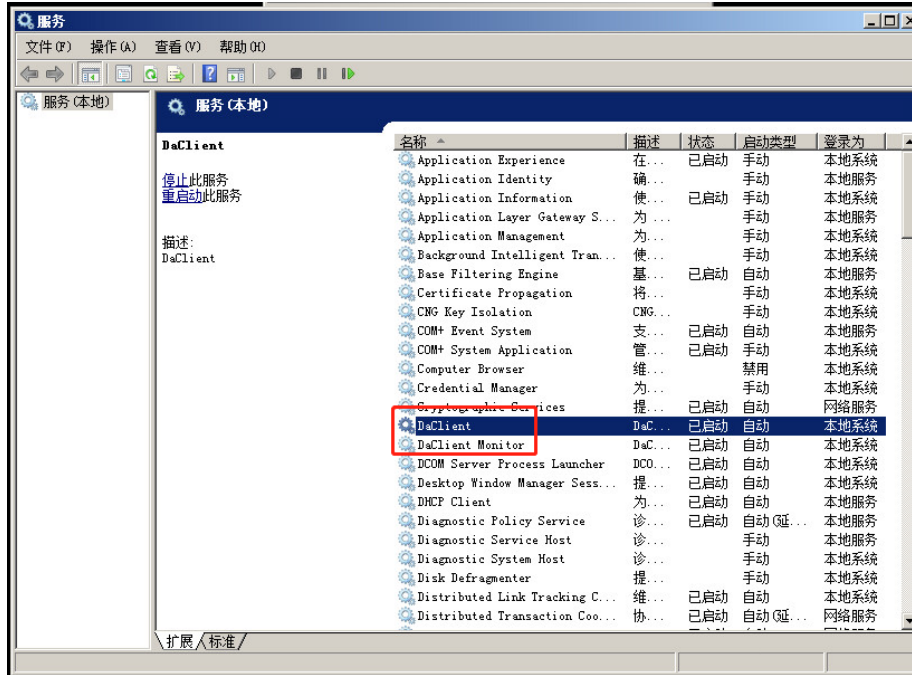 服务
文件(F) 操作(A) 查看(V) 帮助(H)
服务(本地)
服务(本地)
DaClient
停止此服务
重启动此服务
描述:
DaClient
名称 描述 状态 启动类型 登录为
Application Experience 在... 已启动 手动 本地系统
Application Identity 确... 手动 本地服务
Application Information 使... 已启动 手动 本地系统
Application Layer Gateway S... 为 ... 手动 本地服务
Application Management 为... 手动 本地系统
Background Intelligent Tran... 使... 手动 本地系统
Base Filtering Engine 基... 已启动 自动 本地服务
Certificate Propagation 将... 手动 本地系统
CNG Key Isolation CNG... 手动 本地系统
COM+ Event System 支... 已启动 自动 本地服务
COM+ System Application 管... 已启动 手动 本地系统
Computer Browser 维... 禁用 本地系统
Credential Manager 为... 手动 本地系统
Cryptographic Services 提... 已启动 自动 网络服务
DaClient DaC... 已启动 自动 本地系统
DaClient Monitor DaC... 已启动 自动 本地系统
DCOM Server Process Launcher DCO... 已启动 自动 本地系统
Desktop Window Manager Sess... 提... 已启动 自动 本地系统
DHCP Client 为... 已启动 自动 本地服务
Diagnostic Policy Service 诊... 已启动 自动(延... 本地服务
Diagnostic Service Host 诊... 手动 本地服务
Diagnostic System Host 诊... 手动 本地系统
Disk Defragmenter 提... 手动 本地系统
Distributed Link Tracking C... 维... 已启动 自动 本地系统
Distributed Transaction Coo... 协... 已启动 自动(延... 网络服务
扩展 标准